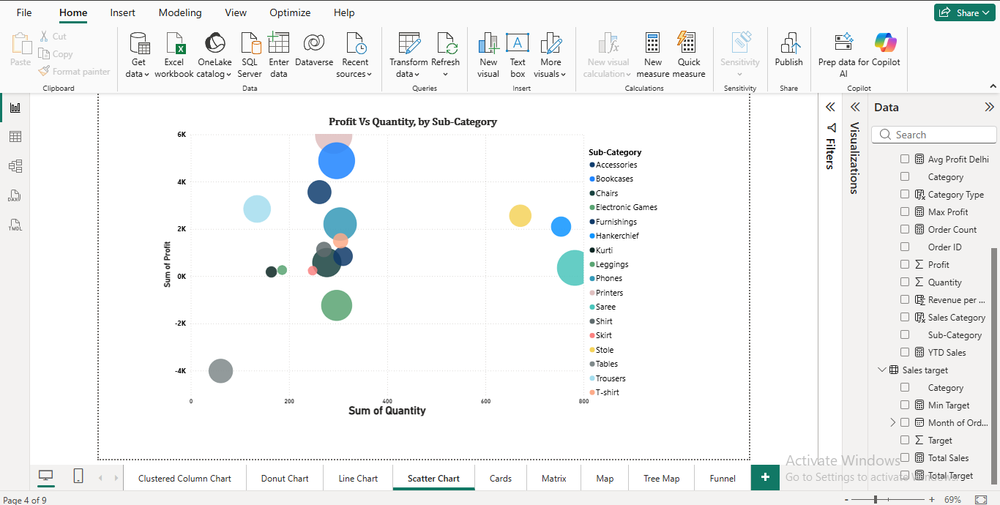 File Home Insert Modeling View Optimize Help Share
Paste
Cut
Copy
Format painter
Clipboard
Get data
Excel workbook
OneLake catalog
SQL Server
Enter data
Dataverse
Recent sources
Data
Transform data
Refresh
Queries
New visual
Text box
More visuals
Insert
New visual calculation
New measure
Quick measure
Calculations
Sensitivity
Sensitivity
Publish
Share
Prep data for AI
Copilot
Copilot
DAX
TMDL
Profit Vs Quantity, by Sub-Category
Sum of Profit
6K
4K
2K
0K
-2K
-4K
0 200 400 600 800
Sum of Quantity
Sub-Category
Accessories
Bookcases
Chairs
Electronic Games
Furnishings
Hankerchief
Kurti
Leggings
Phones
Printers
Saree
Shirt
Skirt
Stole
Tables
Trousers
T-shirt
Filters
Visualizations
Data
Search
Avg Profit Delhi
Category
Category Type
Max Profit
Order Count
Order ID
Profit
Quantity
Revenue per ...
Sales Category
Sub-Category
YTD Sales
Sales target
Category
Min Target
Month of Ord...
Target
Total Sales
Total Target
Activate Windows
Go to Settings to activate Windows.
Clustered Column Chart Donut Chart Line Chart Scatter Chart Cards Matrix Map Tree Map Funnel +
Page 4 of 9
- + 69%